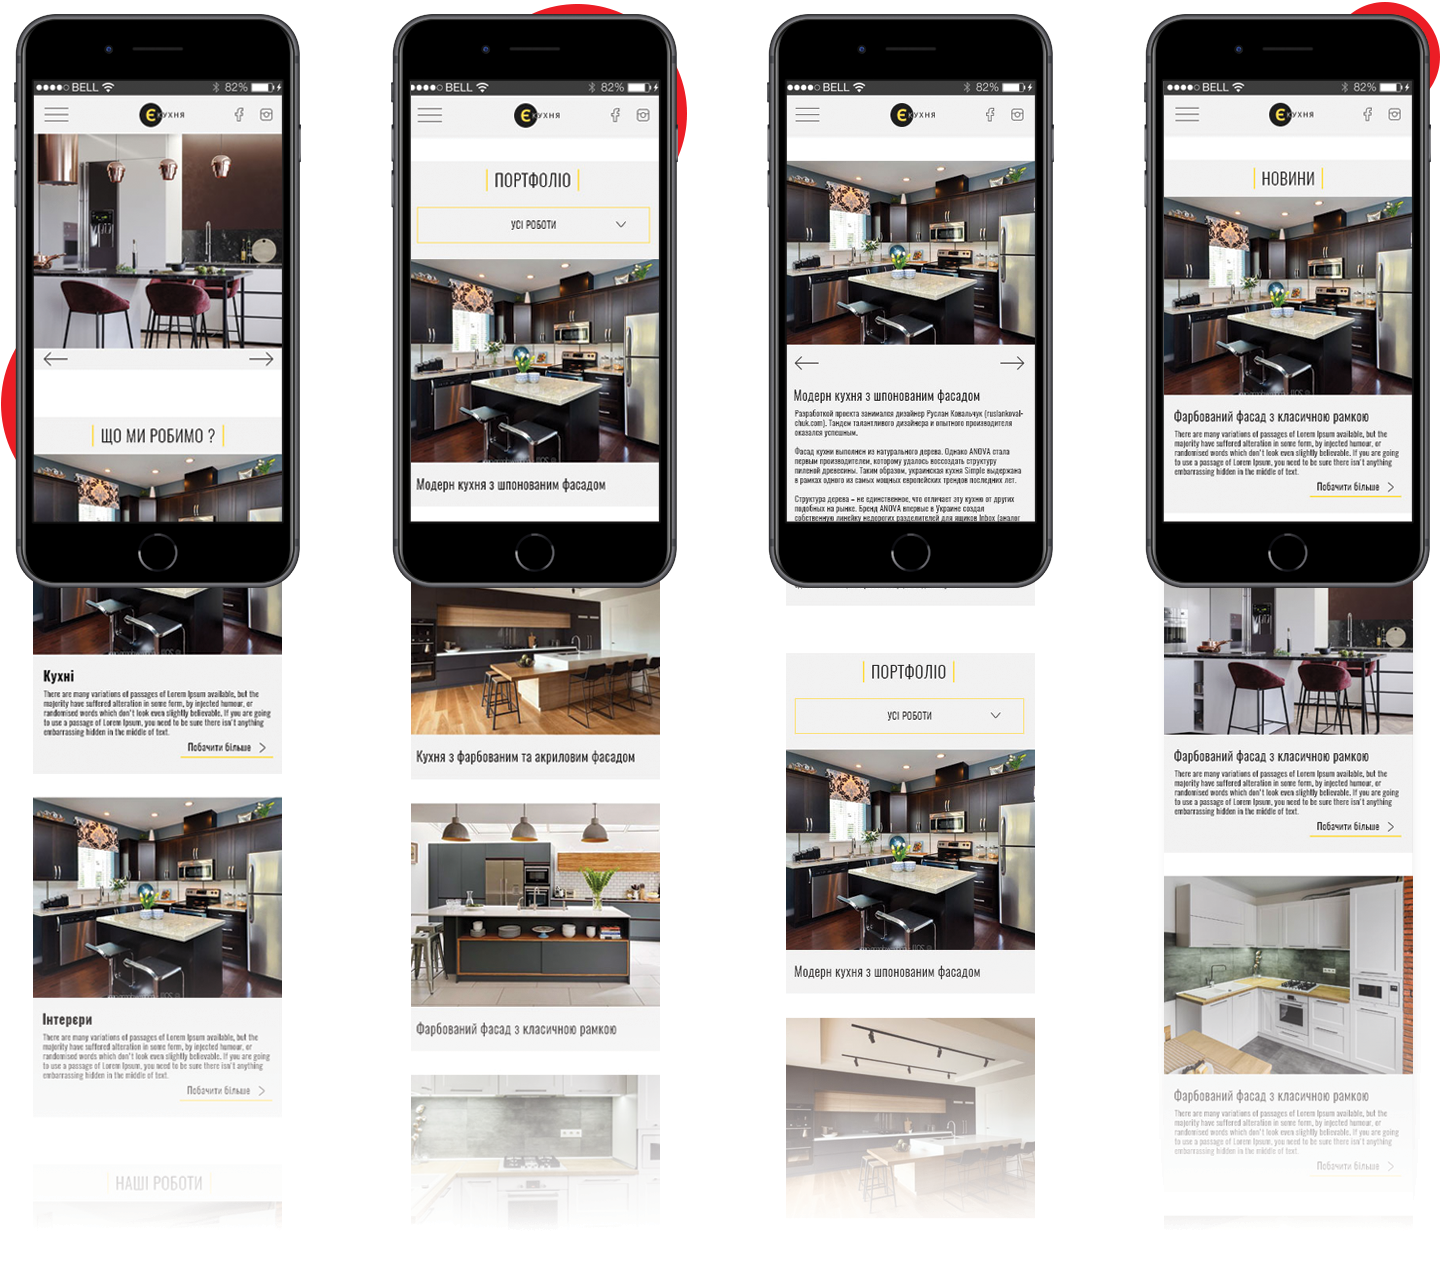 BELL 82%
Є КУХНЯ
ЩО МИ РОБИМО ?
Кухні
There are many variations of passages of Lorem Ipsum available, but the
majority have suffered alteration in some form, by injected humour, or
randomised words which don't look even slightly believable. If you are going
to use a passage of Lorem Ipsum, you need to be sure there isn't anything
embarrassing hidden in the middle of text.
Побачити більше
Інтерєри
There are many variations of passages of Lorem Ipsum available, but the
majority have suffered alteration in some form, by injected humour, or
randomised words which don't look even slightly believable. If you are going
to use a passage of Lorem Ipsum, you need to be sure there isn't anything
embarrassing hidden in the middle of text.
Побачити більше
НАШІ РОБОТИ
BELL 82%
Є КУХНЯ
ПОРТФОЛІО
УСІ РОБОТИ
Модерн кухня з шпонованим фасадом
Кухня з фарбованим та акриловим фасадом
Фарбований фасад з класичною рамкою
BELL 82%
Є КУХНЯ
Модерн кухня з шпонованим фасадом
Разработкой проекта занимался дизайнер Руслан Ковальчук (ruslankoval-
chuk.com). Тандем талантливого дизайнера и опытного производителя
оказался успешным.
Фасад кухни выполнен из натурального дерева. Однако ANOVA стала
первым производителем, которому удалось воссоздать структуру
пиленой древесины. Таким образом, украинская кухня Simple выдержана
в рамках одного из самых мощных европейских трендов последних лет.
Структура дерева – не единственное, что отличает эту кухню от других
подобных на рынке. Бренд ANOVA впервые в Украине создал
собственную линейку недорогих разделителей для ящиков Inbox (аналог
ПОРТФОЛІО
УСІ РОБОТИ
Модерн кухня з шпонованим фасадом
BELL 82%
Є КУХНЯ
НОВИНИ
Фарбований фасад з класичною рамкою
There are many variations of passages of Lorem Ipsum available, but the
majority have suffered alteration in some form, by injected humour, or
randomised words which don't look even slightly believable. If you are going
to use a passage of Lorem Ipsum, you need to be sure there isn't anything
embarrassing hidden in the middle of text.
Побачити більше
Фарбований фасад з класичною рамкою
There are many variations of passages of Lorem Ipsum available, but the
majority have suffered alteration in some form, by injected humour, or
randomised words which don't look even slightly believable. If you are going
to use a passage of Lorem Ipsum, you need to be sure there isn't anything
embarrassing hidden in the middle of text.
Побачити більше
Фарбований фасад з класичною рамкою
There are many variations of passages of Lorem Ipsum available, but the
majority have suffered alteration in some form, by injected humour, or
randomised words which don't look even slightly believable. If you are going
to use a passage of Lorem Ipsum, you need to be sure there isn't anything
embarrassing hidden in the middle of text.
Побачити більше